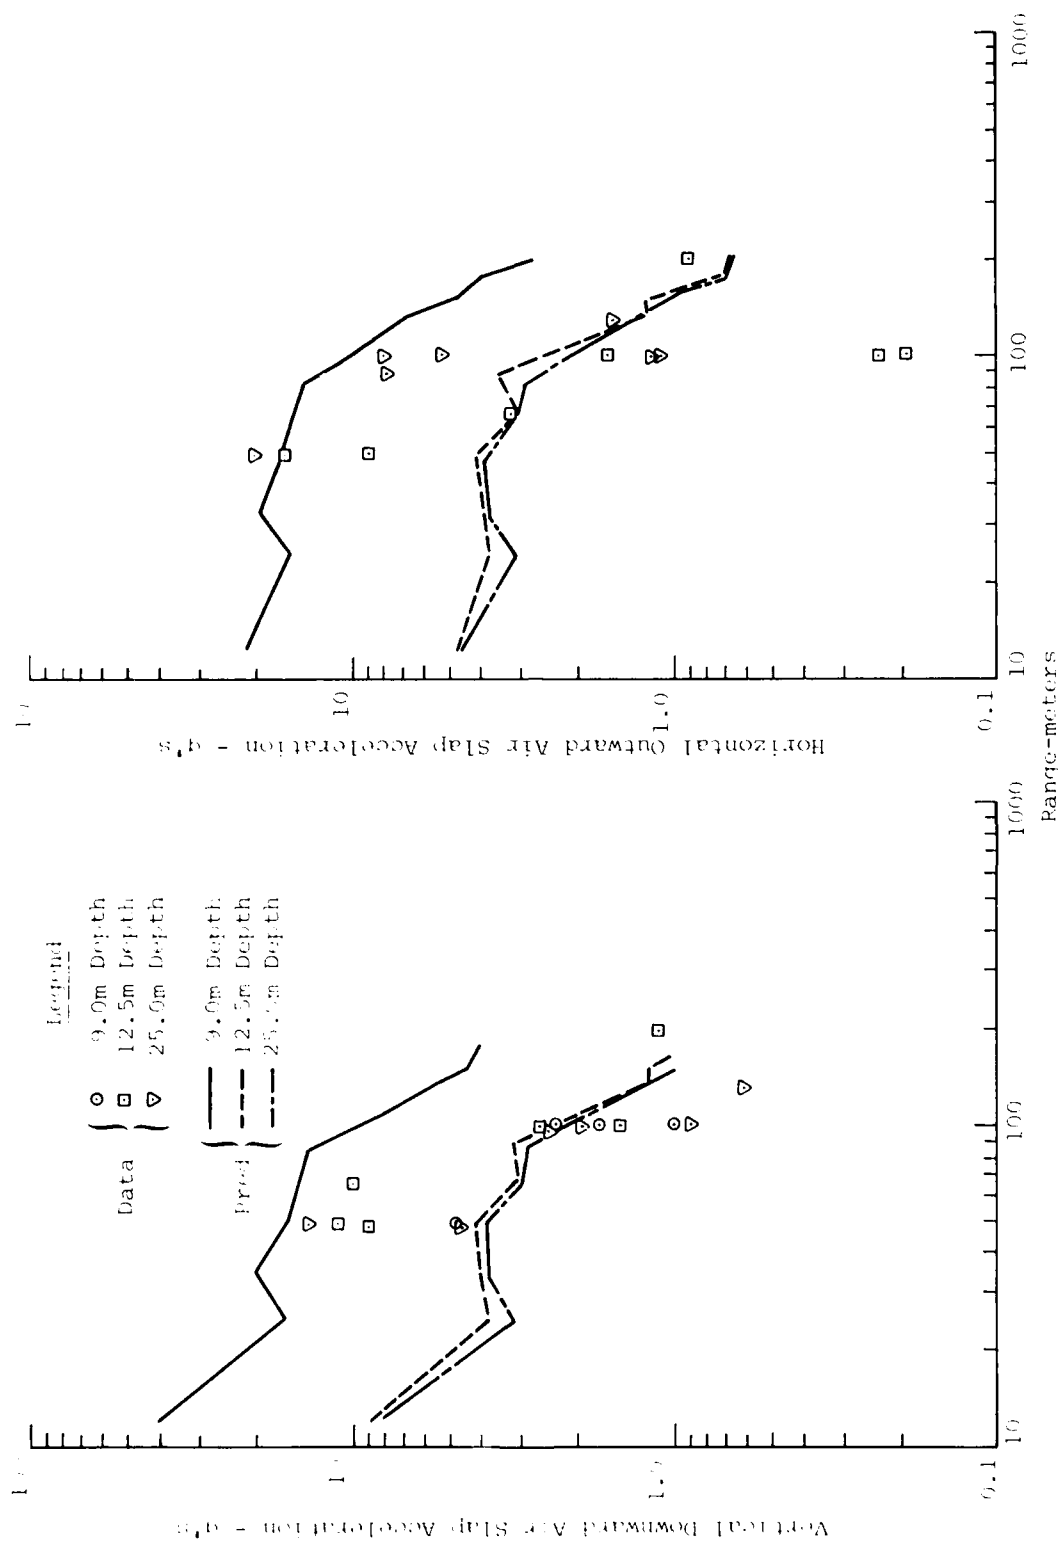 Legend
Data
9.0m Depth
12.5m Depth
25.0m Depth
Pred
9.0m Depth
12.5m Depth
Depth
Vertical Downward Air Slap Acceleration - g's
1.0
0.1
10
100
1000
Horizontal Outward Air Slap Acceleration - g's
10
1.0
0.1
10
100
1000
Range-meters